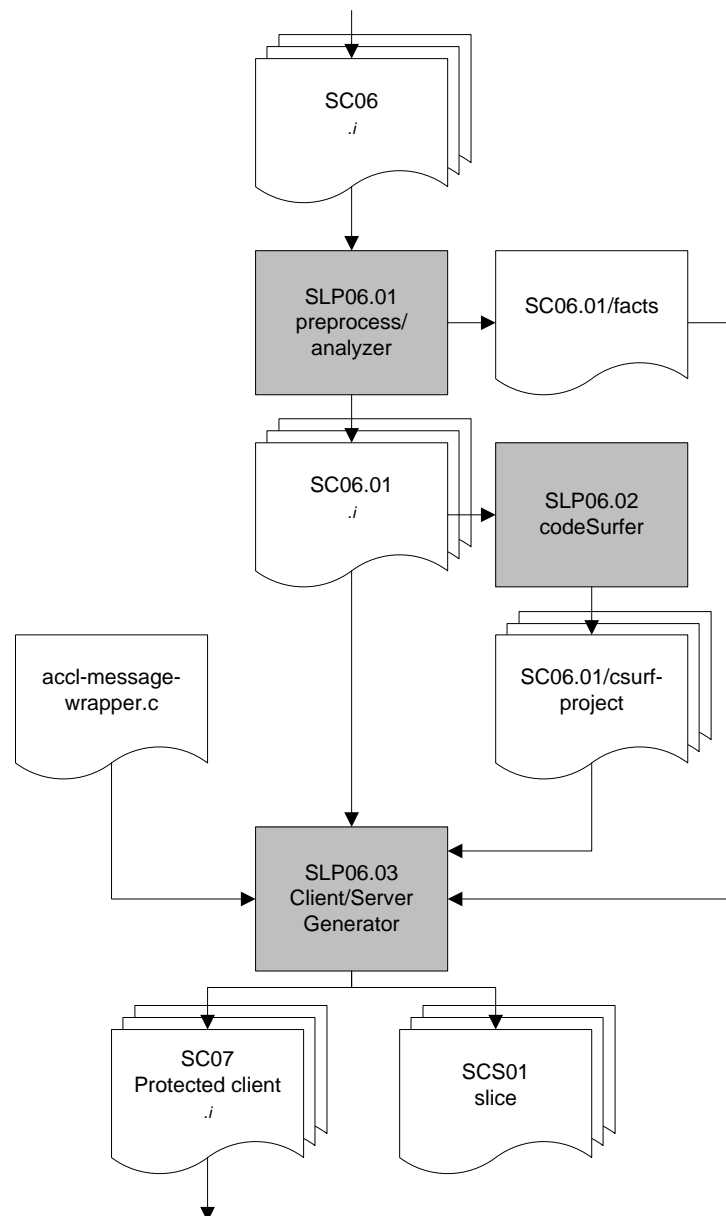 SC06
.i
SLP06.01
preprocess/
analyzer
SC06.01/facts
SC06.01
.i
SLP06.02
codeSurfer
accl-message-
wrapper.c
SC06.01/csurf-
project
SLP06.03
Client/Server
Generator
SC07
Protected client
.i
SCS01
slice